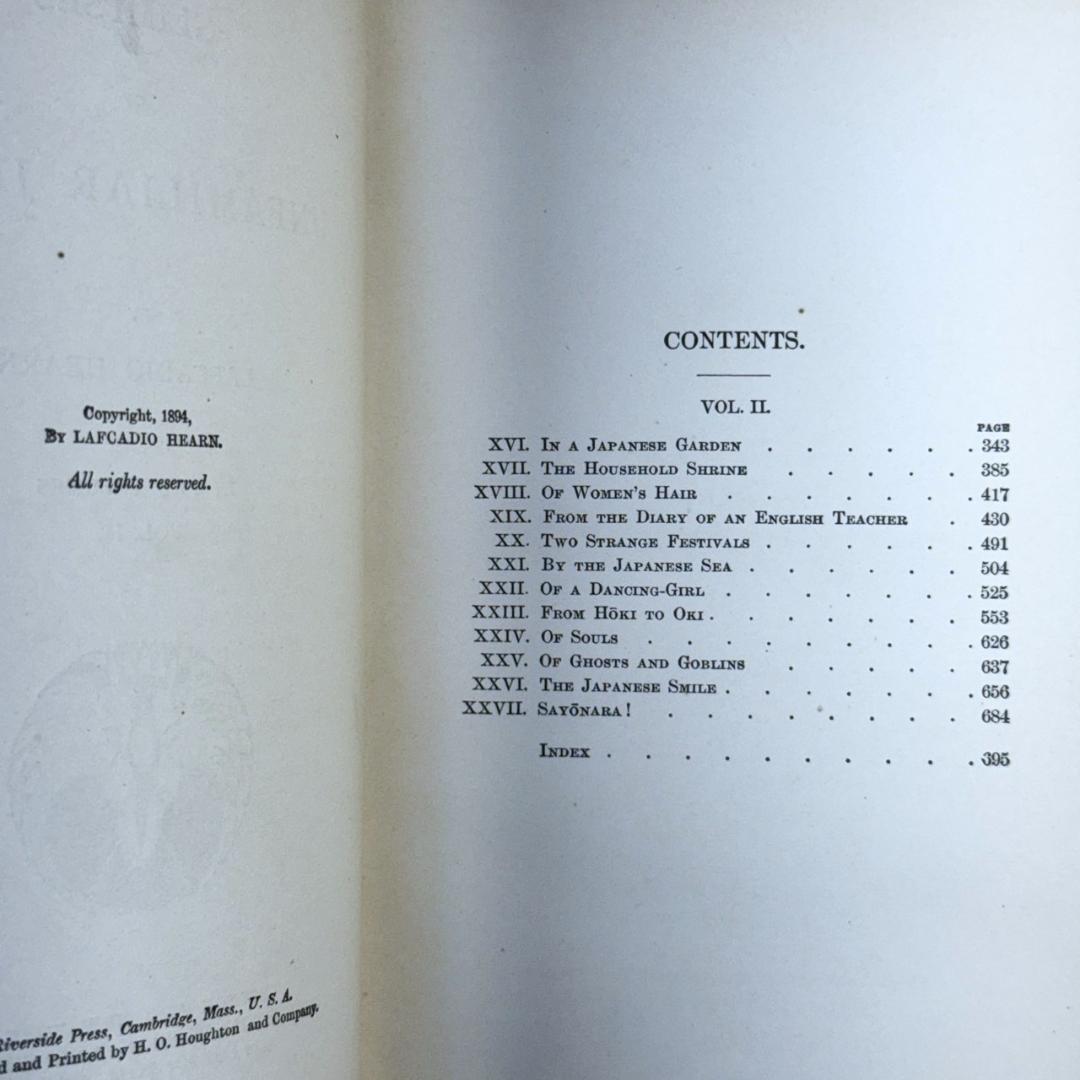 Copyright, 1894,
By LAFCADIO HEARN.
All rights reserved.
Riverside Press, Cambridge, Mass., U. S. A.
and Printed by H. O. Houghton and Company.
CONTENTS.
VOL. II.
PAGE
XVI. In a Japanese Garden . . . . . . 343
XVII. The Household Shrine . . . . . 385
XVIII. Of Women's Hair . . . . . . . 417
XIX. From the Diary of an English Teacher . 430
XX. Two Strange Festivals . . . . . . 491
XXI. By the Japanese Sea . . . . . . 504
XXII. Of a Dancing-Girl . . . . . . . 525
XXIII. From Hōki to Oki . . . . . . . 553
XXIV. Of Souls . . . . . . . . . 626
XXV. Of Ghosts and Goblins . . . . . 637
XXVI. The Japanese Smile . . . . . . . 656
XXVII. Sayōnara! . . . . . . . . 684
Index . . . . . . . . . . 395